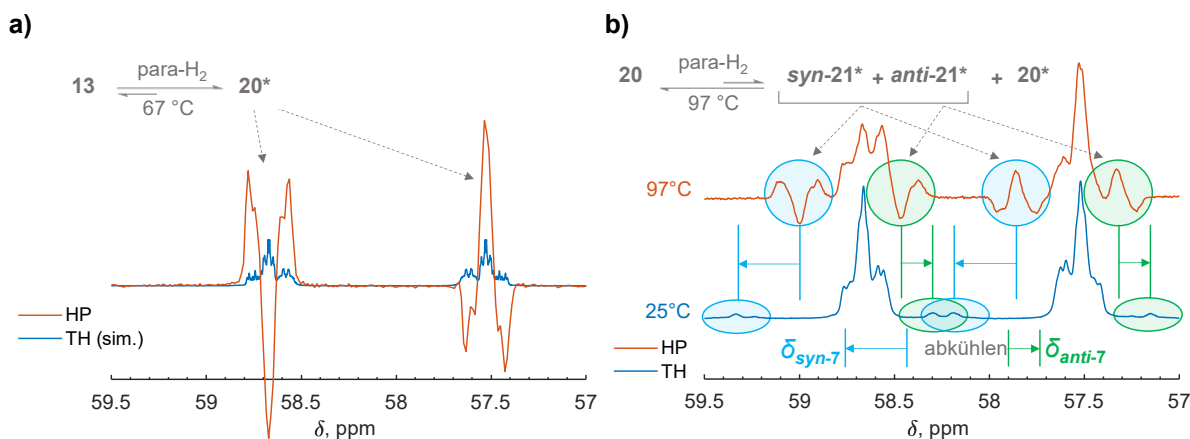 a)
para-H2
13 20*
67 °C
HP
TH (sim.)
59.5 59 58.5 58 57.5 57
δ, ppm
b)
para-H2
20 syn-21* + anti-21* + 20*
97 °C
97°C
25°C
δsyn-7 abkühlen δanti-7
HP
TH
59.5 59 58.5 58 57.5 57
δ, ppm